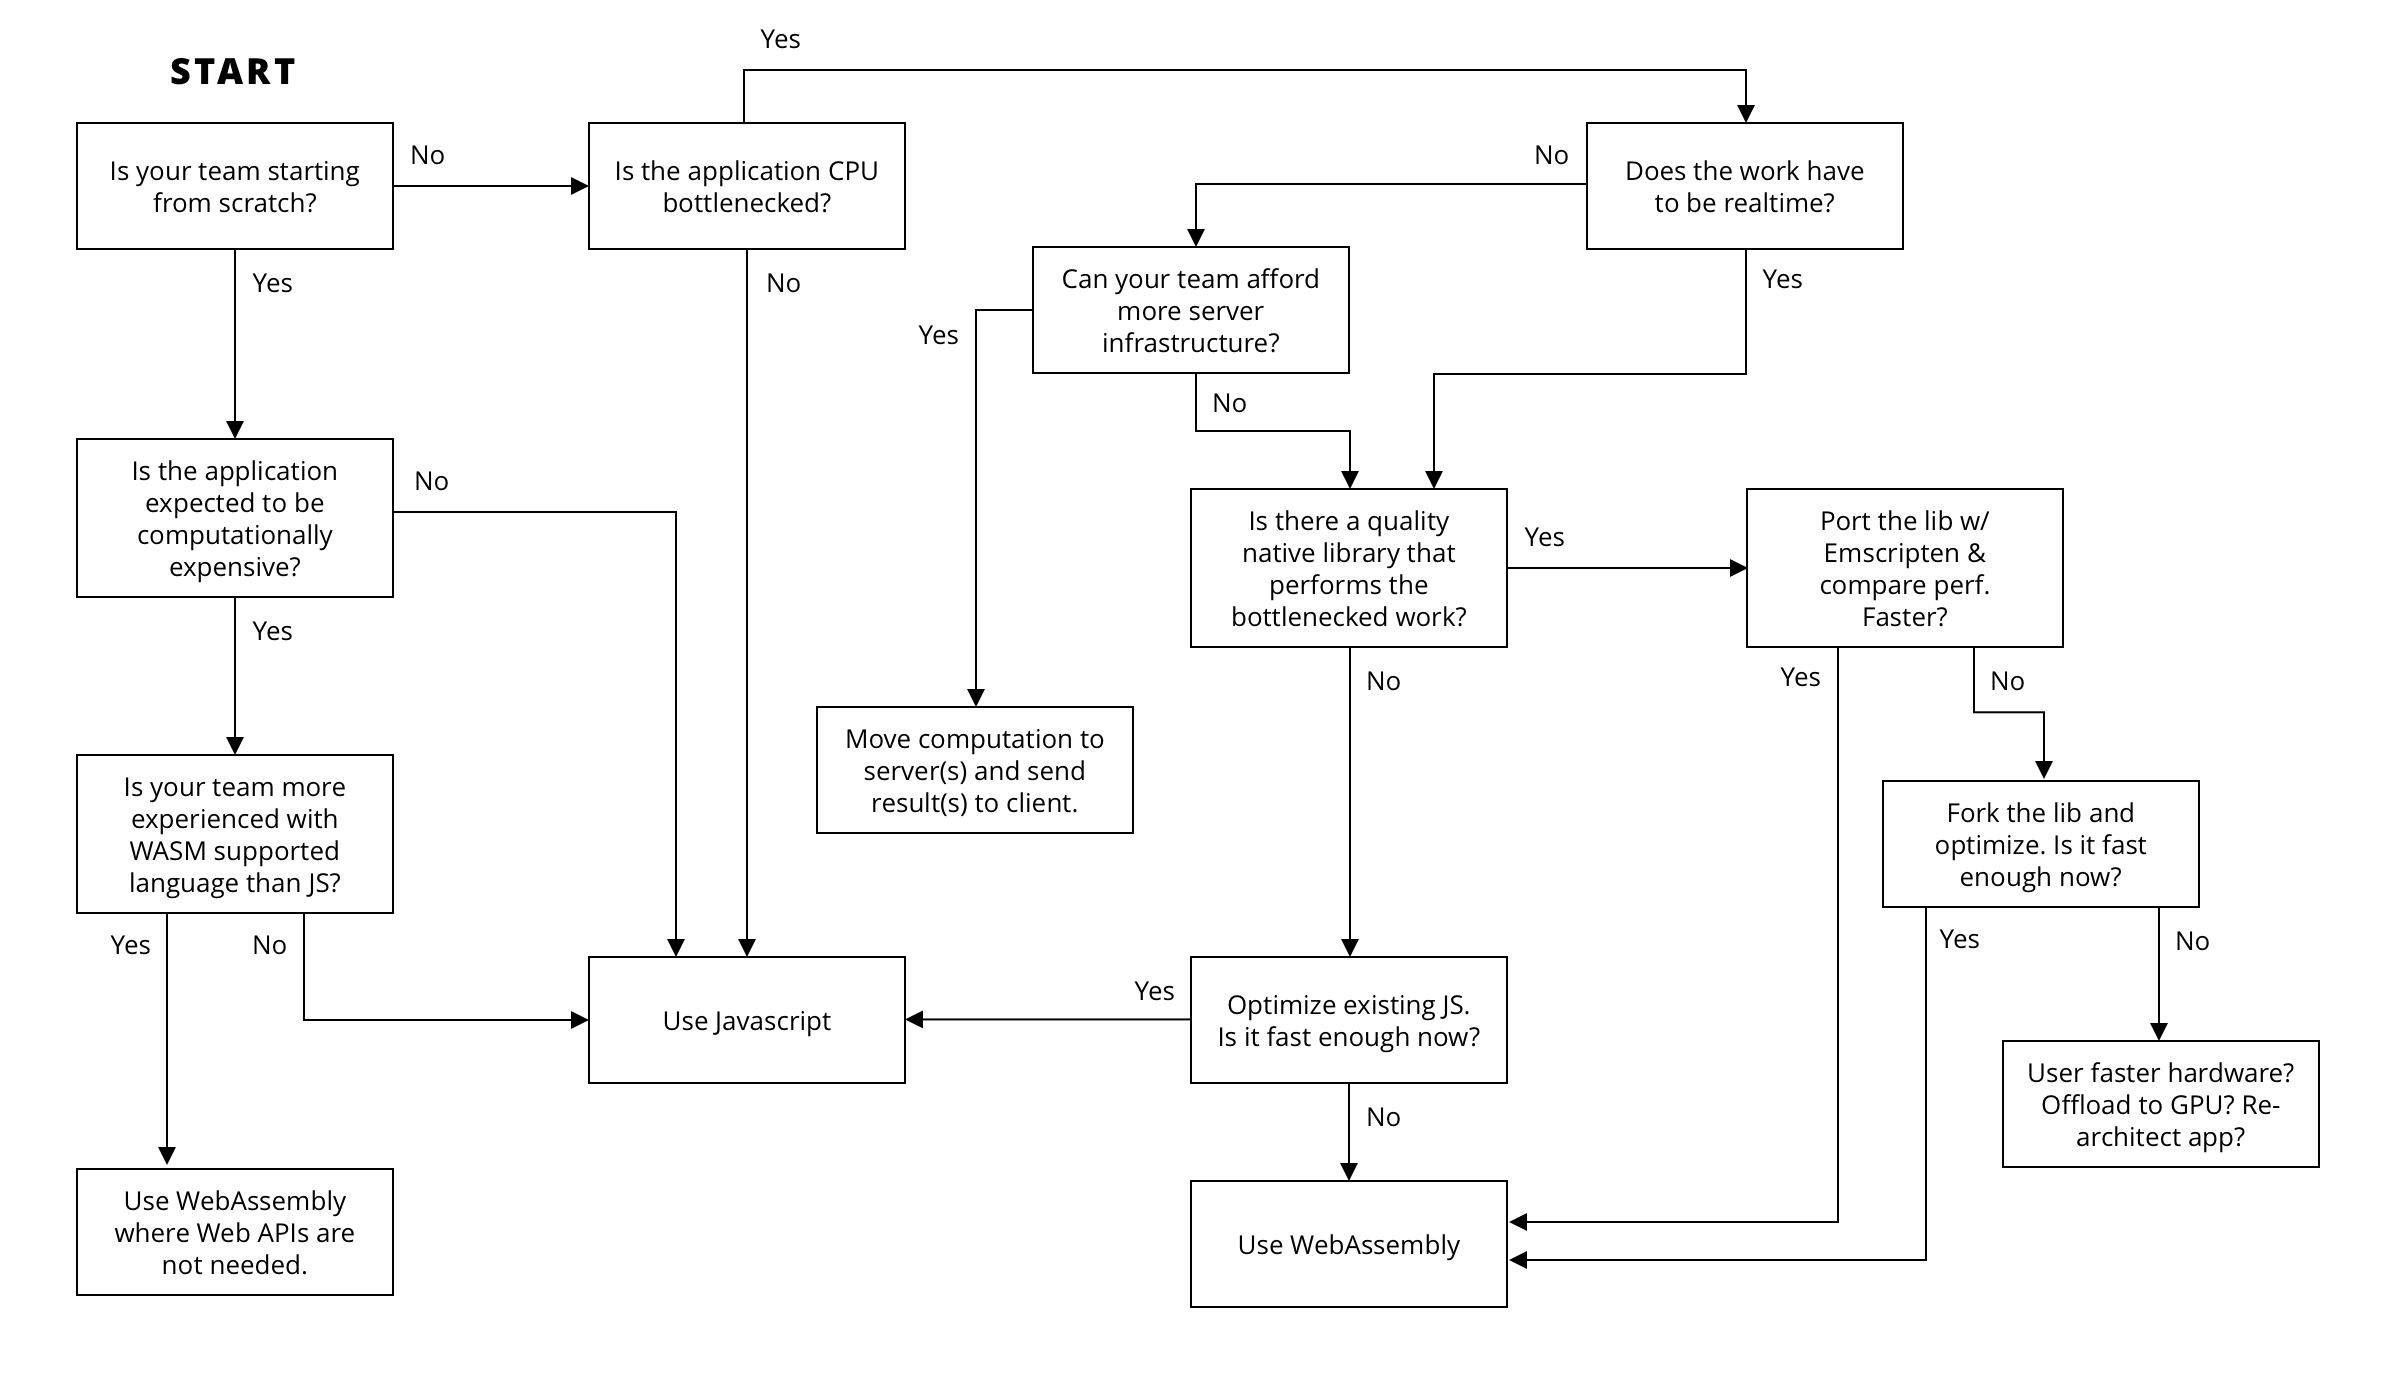 START
Yes
Is your team starting
from scratch?
No
Is the application CPU
bottlenecked?
No
Does the work have
to be realtime?
Yes
No
Can your team afford
more server
infrastructure?
Yes
Yes
No
Is the application
expected to be
computationally
expensive?
No
Is there a quality
native library that
performs the
bottlenecked work?
Yes
Port the lib w/
Emscripten &
compare perf.
Faster?
Yes
No
Yes
No
Move computation to
server(s) and send
result(s) to client.
Is your team more
experienced with
WASM supported
language than JS?
Fork the lib and
optimize. Is it fast
enough now?
Yes
No
Yes
No
Use Javascript
Yes
Optimize existing JS.
Is it fast enough now?
User faster hardware?
Offload to GPU? Re-
architect app?
No
Use WebAssembly
where Web APIs are
not needed.
Use WebAssembly